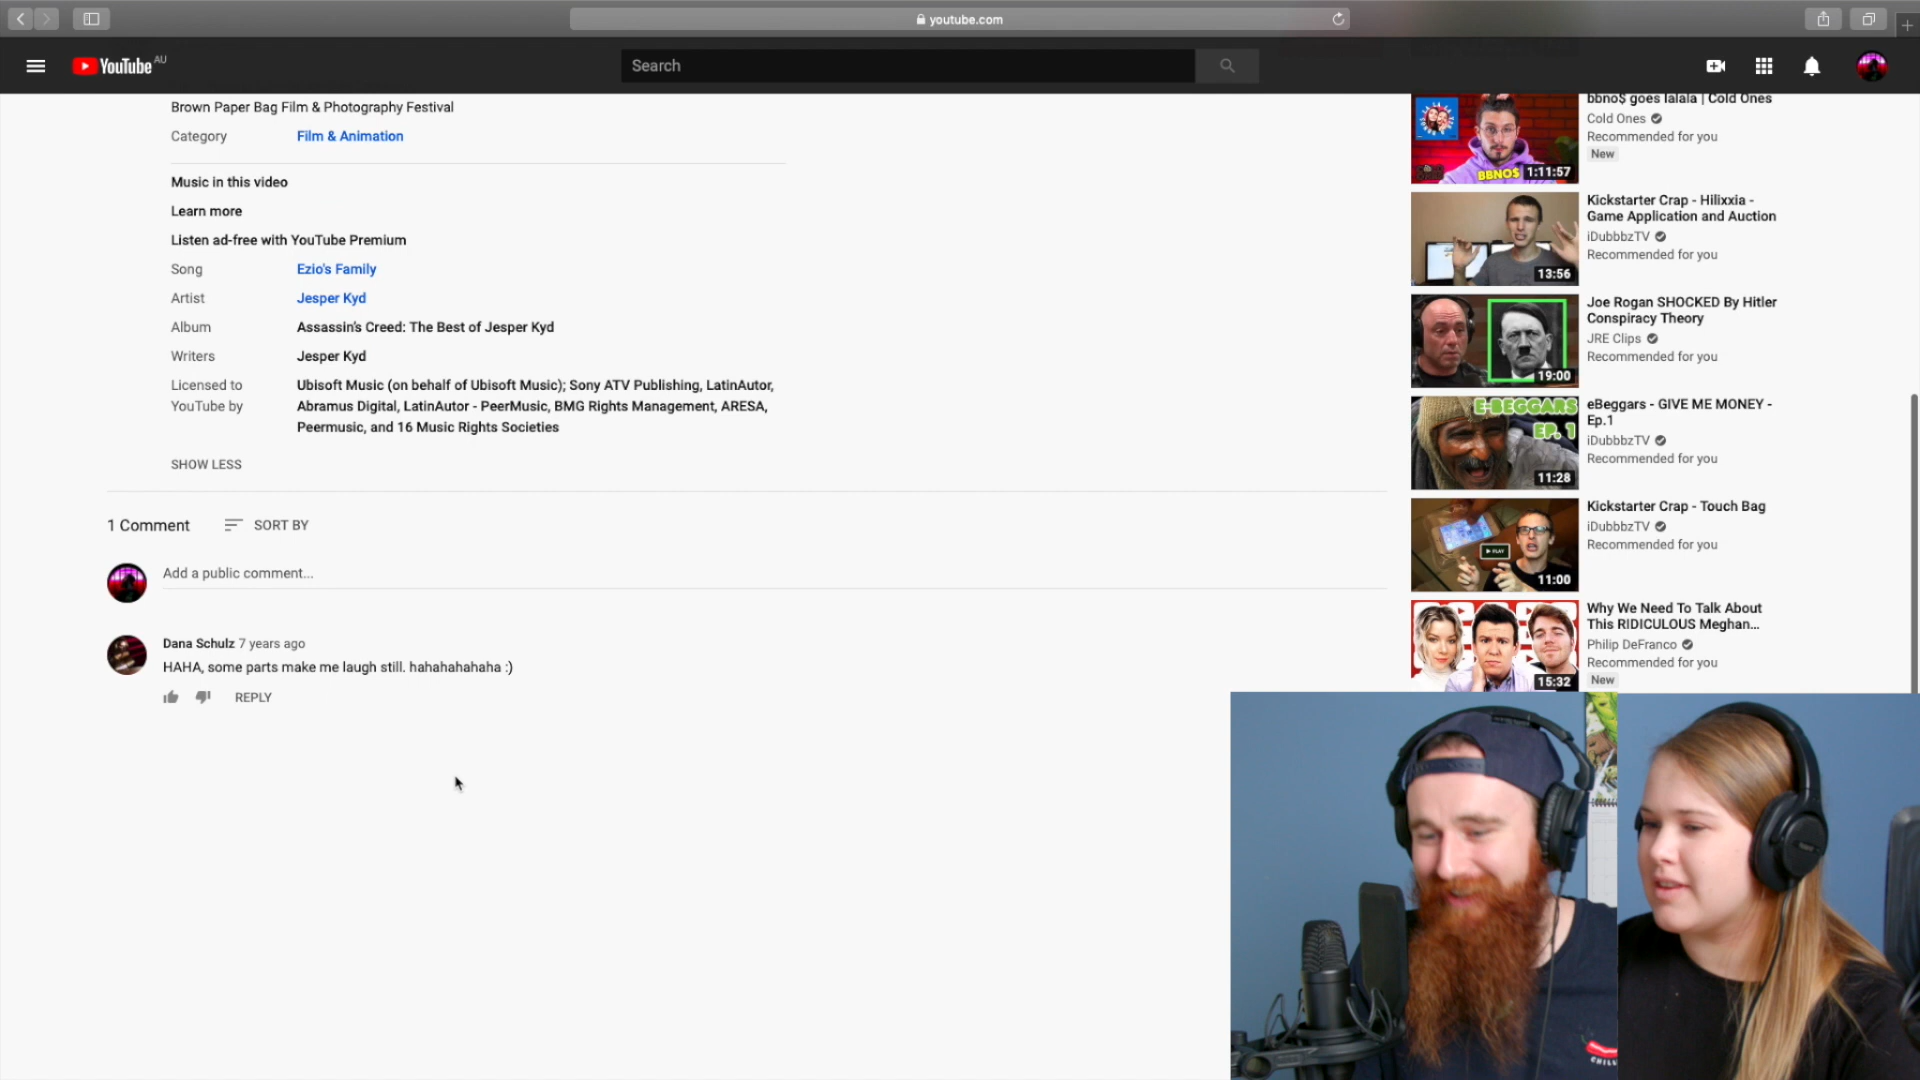 youtube.com
YouTube AU
Search
Brown Paper Bag Film & Photography Festival
Category Film & Animation
Music in this video
Learn more
Listen ad-free with YouTube Premium
Song Ezio's Family
Artist Jesper Kyd
Album Assassin's Creed: The Best of Jesper Kyd
Writers Jesper Kyd
Licensed to YouTube by
Ubisoft Music (on behalf of Ubisoft Music); Sony ATV Publishing, LatinAutor,
Abramus Digital, LatinAutor - PeerMusic, BMG Rights Management, ARESA,
Peermusic, and 16 Music Rights Societies
SHOW LESS
1 Comment SORT BY
Add a public comment...
Dana Schulz 7 years ago
HAHA, some parts make me laugh still. hahahahahaha :)
REPLY
BBNO$ 1:11:57
bbno$ goes lalala | Cold Ones
Cold Ones
Recommended for you
New
13:56
Kickstarter Crap - Hilixxia -
Game Application and Auction
iDubbbzTV
Recommended for you
19:00
Joe Rogan SHOCKED By Hitler
Conspiracy Theory
JRE Clips
Recommended for you
E-BEGGARS
EP. 1
11:28
eBeggars - GIVE ME MONEY -
Ep.1
iDubbbzTV
Recommended for you
PLAY
11:00
Kickstarter Crap - Touch Bag
iDubbbzTV
Recommended for you
15:32
Why We Need To Talk About
This RIDICULOUS Meghan...
Philip DeFranco
Recommended for you
New